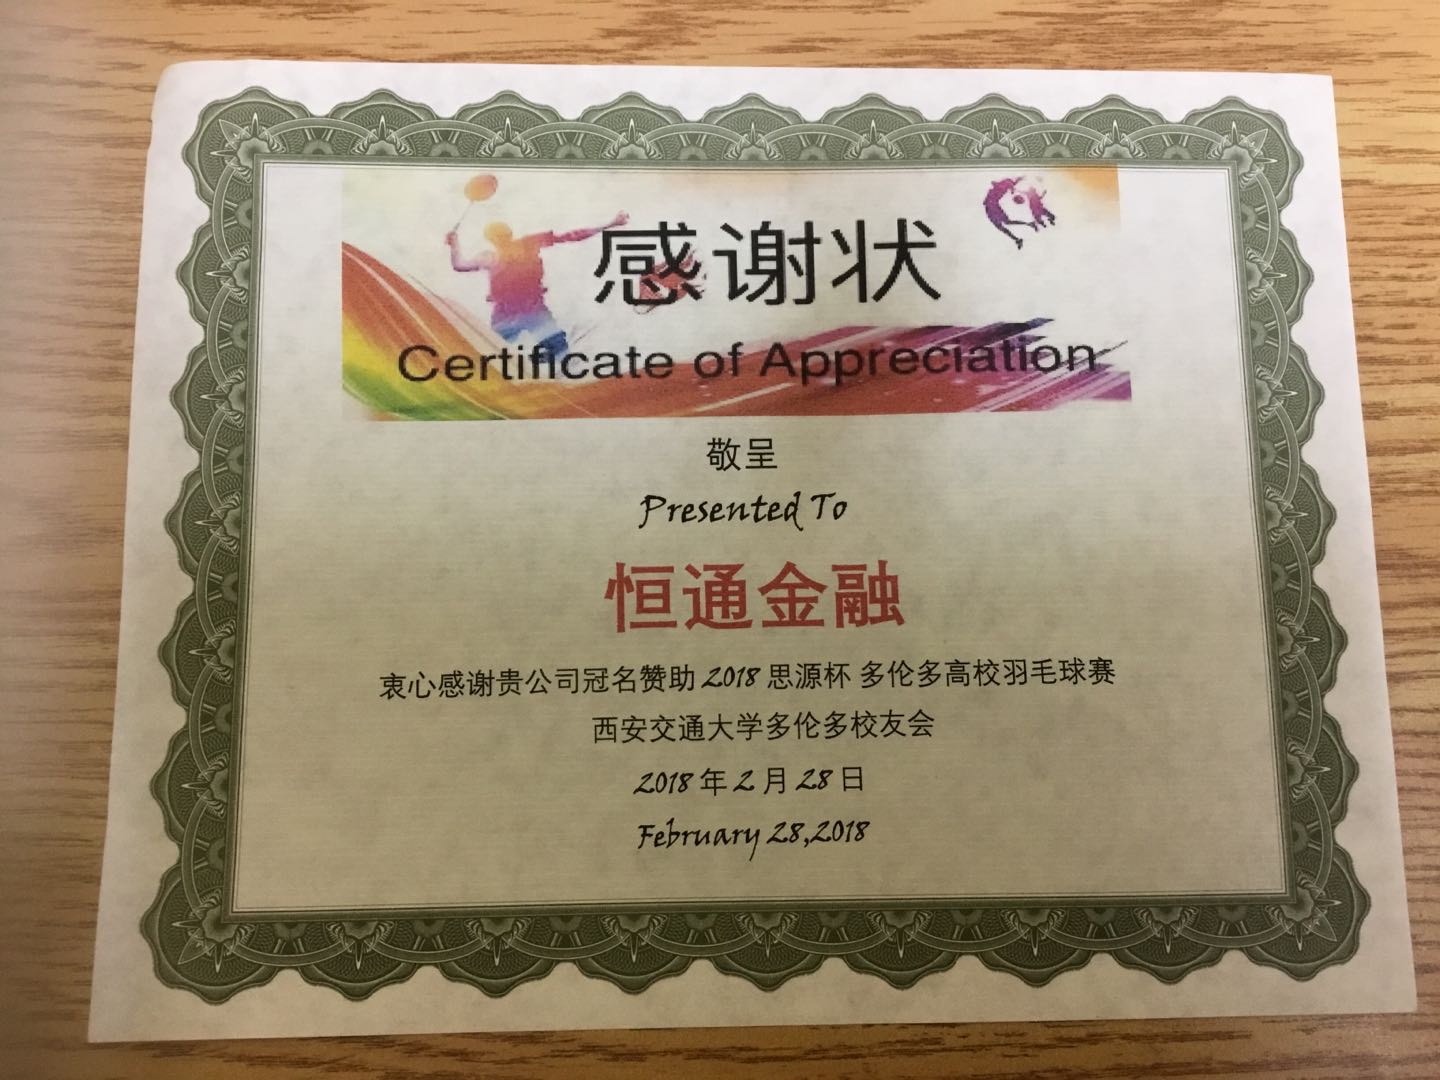 感谢状
Certificate of Appreciation
敬呈
Presented To
恒通金融
衷心感谢贵公司冠名赞助 2018 思源杯 多伦多高校羽毛球赛
西安交通大学多伦多校友会
2018 年 2 月 28 日
February 28,2018